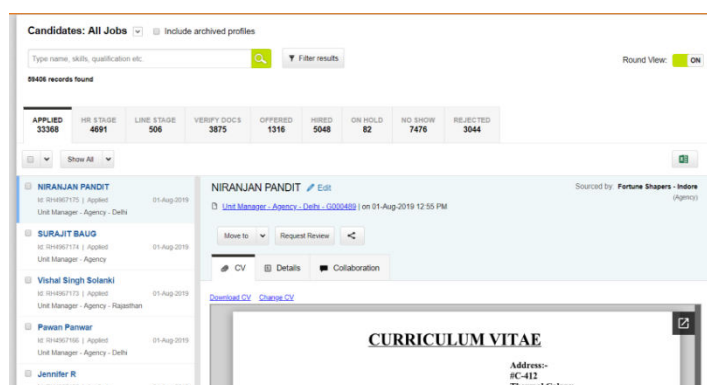 Candidates: All Jobs
Include archived profiles
Type name, skills, qualification etc.
Filter results
Round View: ON
59406 records found
APPLIED 33368
HR STAGE 4691
LINE STAGE 506
VERIFY DOCS 3875
OFFERED 1316
HIRED 5048
ON HOLD 82
NO SHOW 7476
REJECTED 3044
Show All
NIRANJAN PANDIT
Id: RH4967175 | Applied 01-Aug-2019
Unit Manager - Agency - Delhi
SURAJIT BAUG
Id: RH4967174 | Applied 01-Aug-2019
Unit Manager - Agency
Vishal Singh Solanki
Id: RH4967173 | Applied 01-Aug-2019
Unit Manager - Agency - Rajasthan
Pawan Panwar
Id: RH4967166 | Applied 01-Aug-2019
Unit Manager - Agency - Delhi
Jennifer R
NIRANJAN PANDIT Edit
Sourced by: Fortune Shapers - Indore
(Agency)
Unit Manager - Agency - Delhi - G000489 | on 01-Aug-2019 12:55 PM
Move to
Request Review
CV
Details
Collaboration
Download CV Change CV
CURRICULUM VITAE
Address:-
#C-412